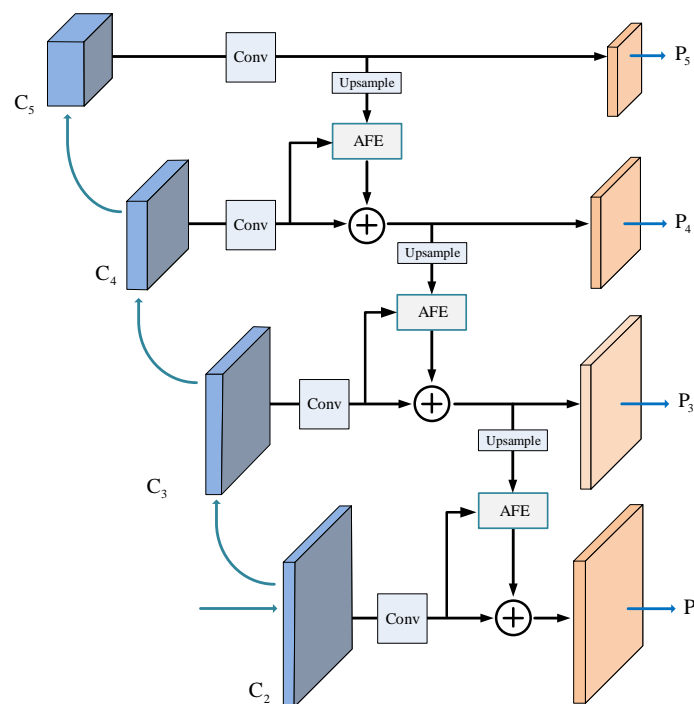 Conv
P5
Upsample
C5
AFE
Conv
P4
Upsample
C4
AFE
Conv
P3
Upsample
C3
AFE
Conv
P
C2